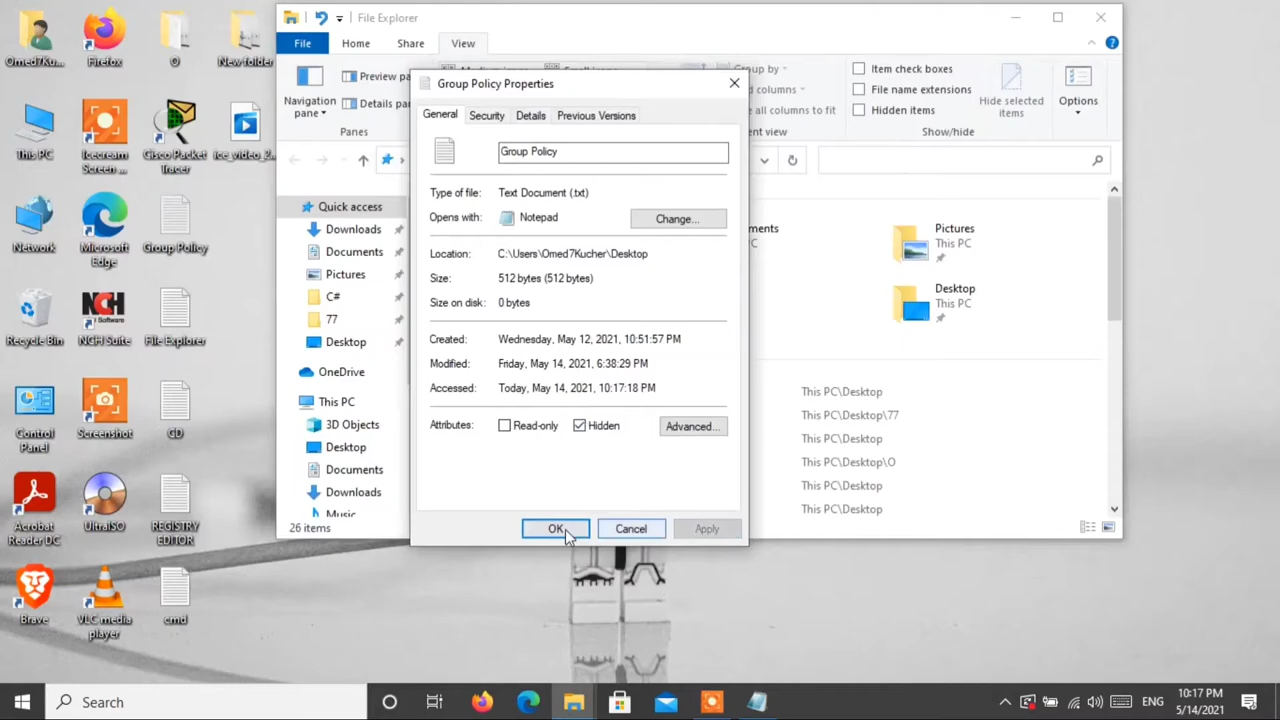 File Explorer
File Home Share View
Preview pa
Details pa
Navigation
pane
Panes
Group by
columns
all columns to fit
ent view
Item check boxes
File name extensions
Hidden items
Hide selected
items
Options
Show/hide
Quick access
Downloads
Documents
Pictures
C#
77
Desktop
OneDrive
This PC
3D Objects
Desktop
Documents
Downloads
Music
26 items
ments
PC
Pictures
This PC
Desktop
This PC
This PC\Desktop
This PC\Desktop\77
This PC\Desktop
This PC\Desktop\O
This PC\Desktop
This PC\Desktop
Group Policy Properties
General Security Details Previous Versions
Group Policy
Type of file: Text Document (.txt)
Opens with: Notepad Change...
Location: C:\Users\Omed7Kucher\Desktop
Size: 512 bytes (512 bytes)
Size on disk: 0 bytes
Created: Wednesday, May 12, 2021, 10:51:57 PM
Modified: Friday, May 14, 2021, 6:38:29 PM
Accessed: Today, May 14, 2021, 10:17:18 PM
Attributes: Read-only Hidden Advanced...
OK Cancel Apply
Omed7Ku... Firefox O New folder
This PC Icecream Screen ... Cisco Packet Tracer ice_video_2...
Network Microsoft Edge Group Policy
Recycle Bin NCH Software NCH Suite File Explorer
Control Panel Screenshot CD
Acrobat Reader DC UltraISO REGISTRY EDITOR
Brave VLC media player cmd
Search
ENG
10:17 PM
5/14/2021